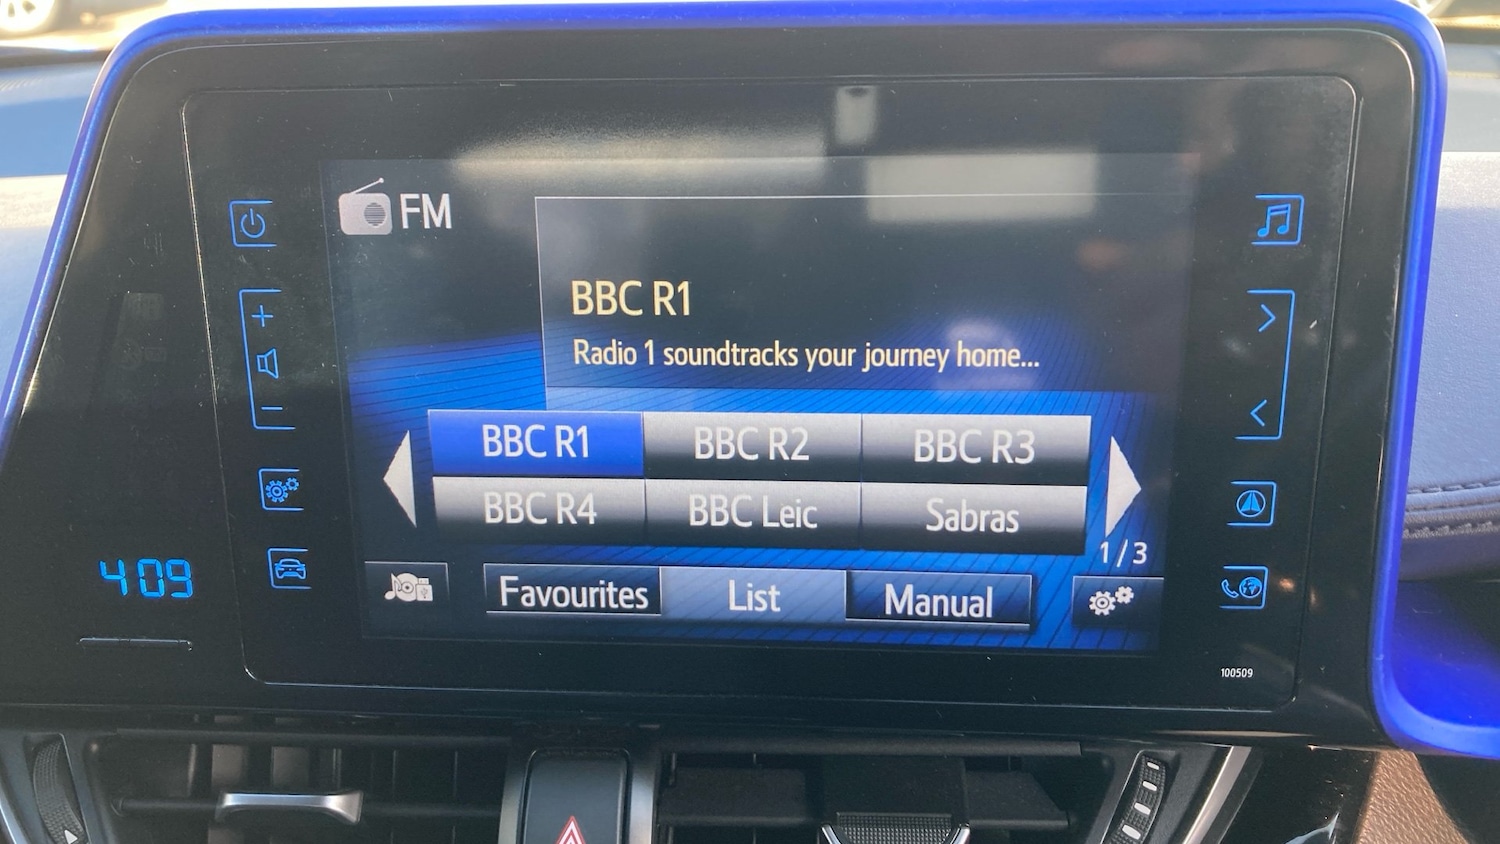 FM
BBC R1
Radio 1 soundtracks your journey home...
BBC R1 BBC R2 BBC R3
BBC R4 BBC Leic Sabras
1/3
Favourites List Manual
4:09
100509